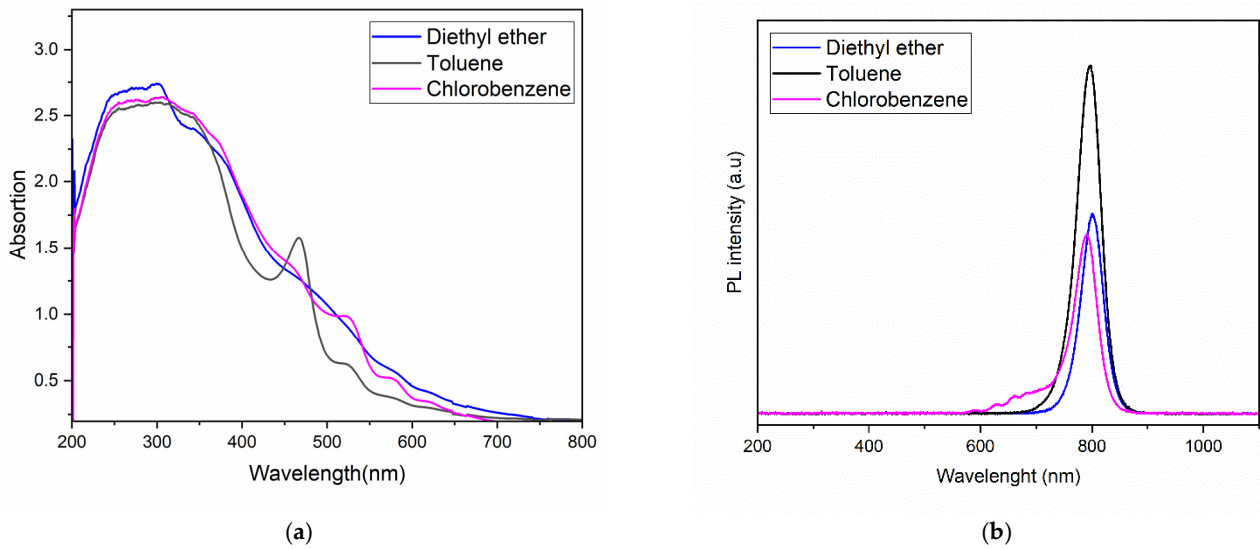 Diethyl ether
Toluene
Chlorobenzene
3.0
2.5
2.0
1.5
1.0
0.5
Absortion
200 300 400 500 600 700 800
Wavelength(nm)
(a)
Diethyl ether
Toluene
Chlorobenzene
PL intensity (a.u)
200 400 600 800 1000
Wavelenght (nm)
(b)